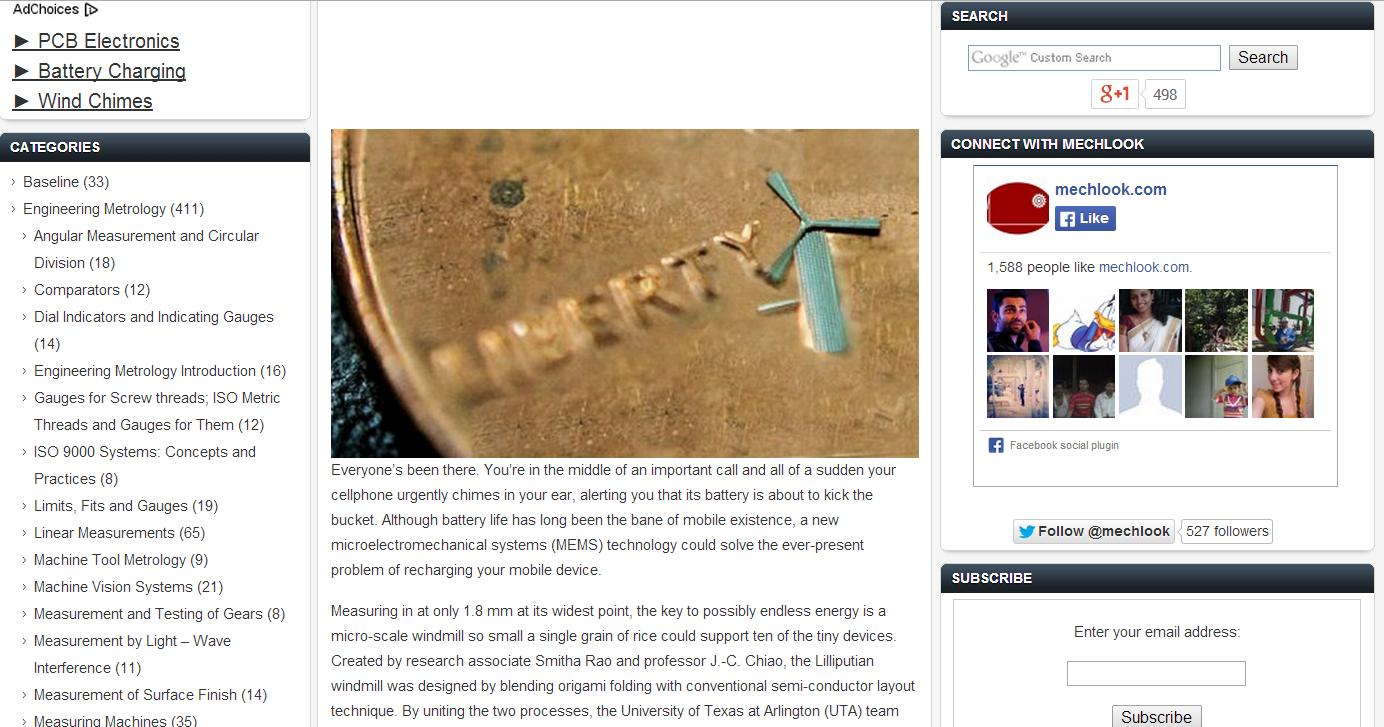 AdChoices
► PCB Electronics
► Battery Charging
► Wind Chimes
CATEGORIES
› Baseline (33)
› Engineering Metrology (411)
› Angular Measurement and Circular
Division (18)
› Comparators (12)
› Dial Indicators and Indicating Gauges
(14)
› Engineering Metrology Introduction (16)
› Gauges for Screw threads; ISO Metric
Threads and Gauges for Them (12)
› ISO 9000 Systems: Concepts and
Practices (8)
› Limits, Fits and Gauges (19)
› Linear Measurements (65)
› Machine Tool Metrology (9)
› Machine Vision Systems (21)
› Measurement and Testing of Gears (8)
› Measurement by Light – Wave
Interference (11)
› Measurement of Surface Finish (14)
› Measuring Machines (35)
LIBERTY
Everyone’s been there. You’re in the middle of an important call and all of a sudden your
cellphone urgently chimes in your ear, alerting you that its battery is about to kick the
bucket. Although battery life has long been the bane of mobile existence, a new
microelectromechanical systems (MEMS) technology could solve the ever-present
problem of recharging your mobile device.
Measuring in at only 1.8 mm at its widest point, the key to possibly endless energy is a
micro-scale windmill so small a single grain of rice could support ten of the tiny devices.
Created by research associate Smitha Rao and professor J.-C. Chiao, the Lilliputian
windmill was designed by blending origami folding with conventional semi-conductor layout
technique. By uniting the two processes, the University of Texas at Arlington (UTA) team
SEARCH
Google™ Custom Search
Search
g+1 498
CONNECT WITH MECHLOOK
mechlook.com
Like
1,588 people like mechlook.com.
Facebook social plugin
Follow @mechlook 527 followers
SUBSCRIBE
Enter your email address:
Subscribe